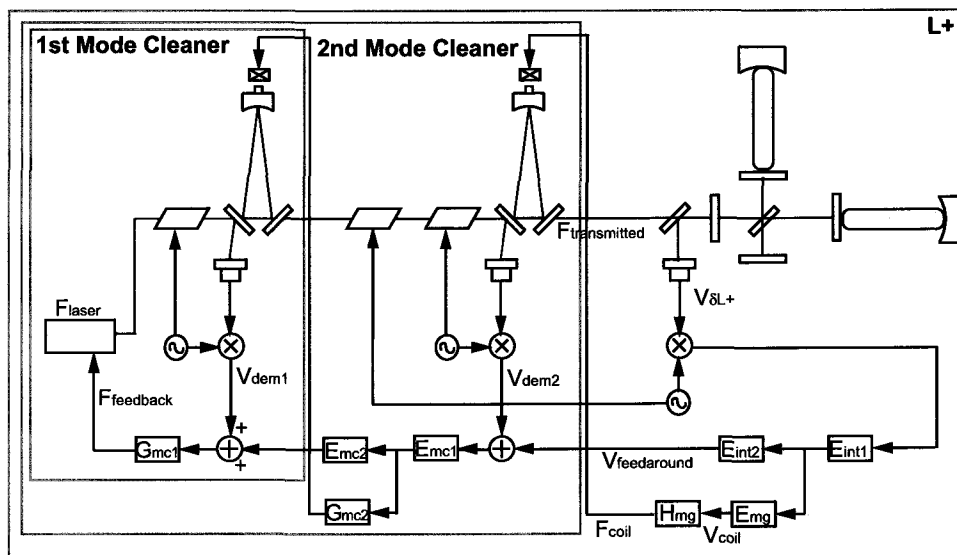 1st Mode Cleaner
2nd Mode Cleaner
L+
Ftransmitted
Flaser
VδL+
Vdem1
Vdem2
Ffeedback
+
Gmc1
+
Emc2
Emc1
Vfeedaround
Eint2
Eint1
Gmc2
Fcoil
Hmg
Vcoil
Emg